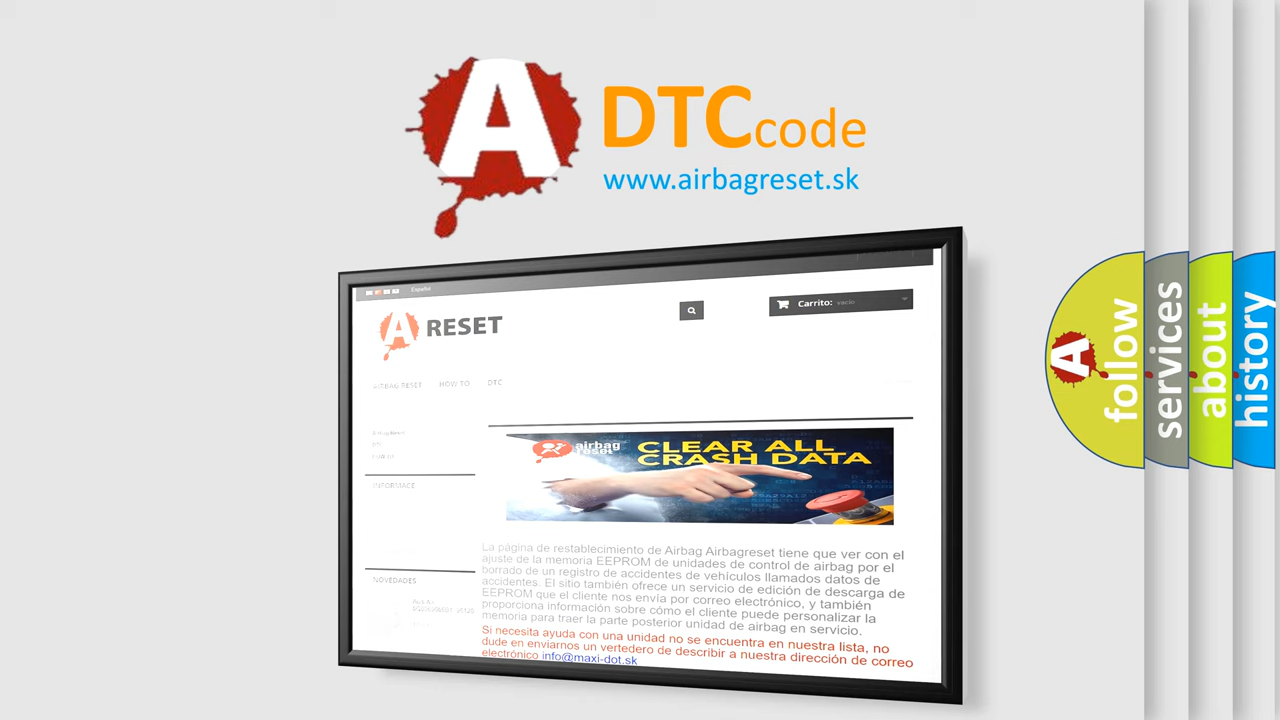 A DTCcode
www.airbagreset.sk
Español
A RESET
Carrito: vacío
AIRBAG RESET HOW TO DTC
INFORMACE
airbag
reset
CLEAR ALL
CRASH DATA
La página de restablecimiento de Airbag Airbagreset tiene que ver con el
ajuste de la memoria EEPROM de unidades de control de airbag por el
borrado de un registro de accidentes de vehículos llamados datos de
accidentes. El sitio también ofrece un servicio de edición de descarga de
EEPROM que el cliente nos envía por correo electrónico, y también
proporciona información sobre cómo el cliente puede personalizar la
memoria para traer la parte posterior unidad de airbag en servicio.
Si necesita ayuda con una unidad no se encuentra en nuestra lista, no
dude en enviarnos un vertedero de describir a nuestra dirección de correo
electrónico info@maxi-dot.sk
NOVEDADES
A follow
services
about
history